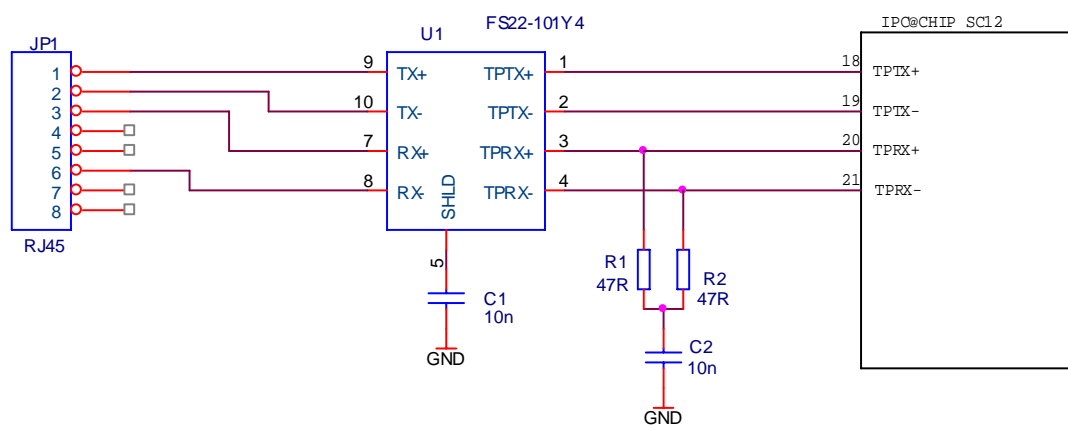 FS22-101Y4
IPC@CHIP SC12
U1
JP1
1
2
3
4
5
6
7
8
RJ45
9
10
7
8
TX+
TX-
RX+
RX-
SHLD
TPTX+
TPTX-
TPRX+
TPRX-
1
2
3
4
5
18
19
20
21
TPTX+
TPTX-
TPRX+
TPRX-
C1
10n
GND
R1
47R
R2
47R
C2
10n
GND